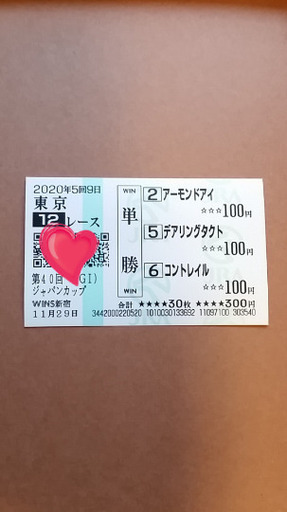 2020年5回9日
東京
12レース
第40回 GI)
ジャパンカップ
WINS新宿
11月29日
WIN
単勝
WIN
2 アーモンドアイ
☆☆☆100円
5 デアリングタクト
☆☆☆100円
6 コントレイル
☆☆☆100円
合計 ★★★★30枚 ★★★★300円
3442000220520 1010030133692 11097100 303540